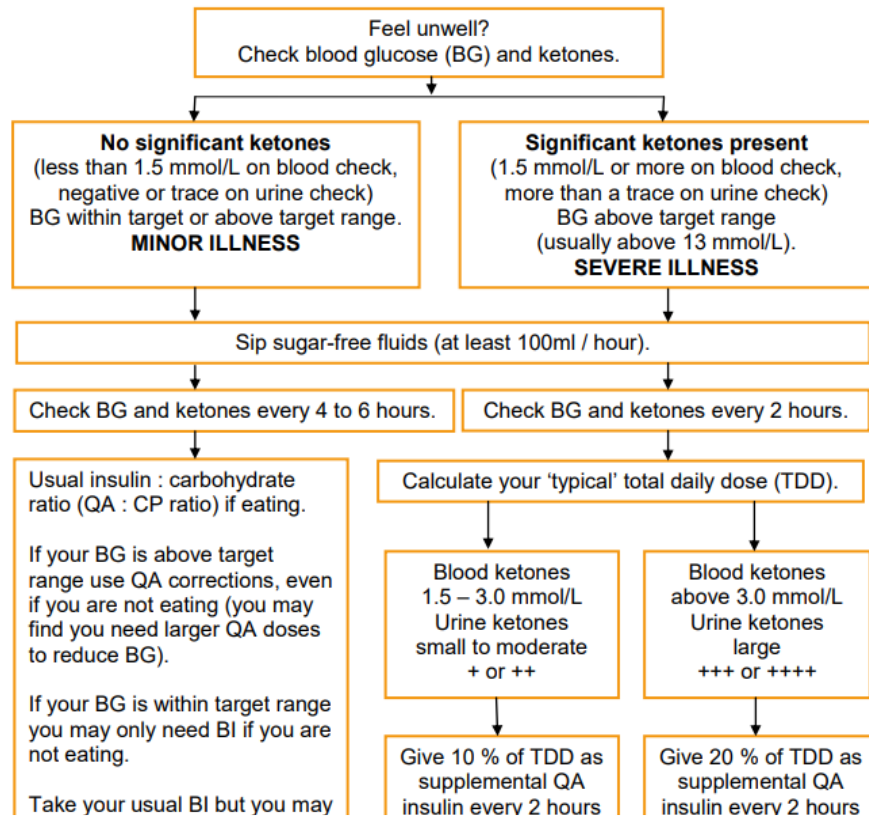 Feel unwell?
Check blood glucose (BG) and ketones.
No significant ketones
(less than 1.5 mmol/L on blood check,
negative or trace on urine check)
BG within target or above target range.
MINOR ILLNESS
Significant ketones present
(1.5 mmol/L or more on blood check,
more than a trace on urine check)
BG above target range
(usually above 13 mmol/L).
SEVERE ILLNESS
Sip sugar-free fluids (at least 100ml / hour).
Check BG and ketones every 4 to 6 hours.
Check BG and ketones every 2 hours.
Usual insulin : carbohydrate
ratio (QA : CP ratio) if eating.
If your BG is above target
range use QA corrections, even
if you are not eating (you may
find you need larger QA doses
to reduce BG).
If your BG is within target range
you may only need BI if you are
not eating.
Take your usual BI but you may
Calculate your ‘typical’ total daily dose (TDD).
Blood ketones
1.5 – 3.0 mmol/L
Urine ketones
small to moderate
+ or ++
Blood ketones
above 3.0 mmol/L
Urine ketones
large
+++ or ++++
Give 10 % of TDD as
supplemental QA
insulin every 2 hours
Give 20 % of TDD as
supplemental QA
insulin every 2 hours